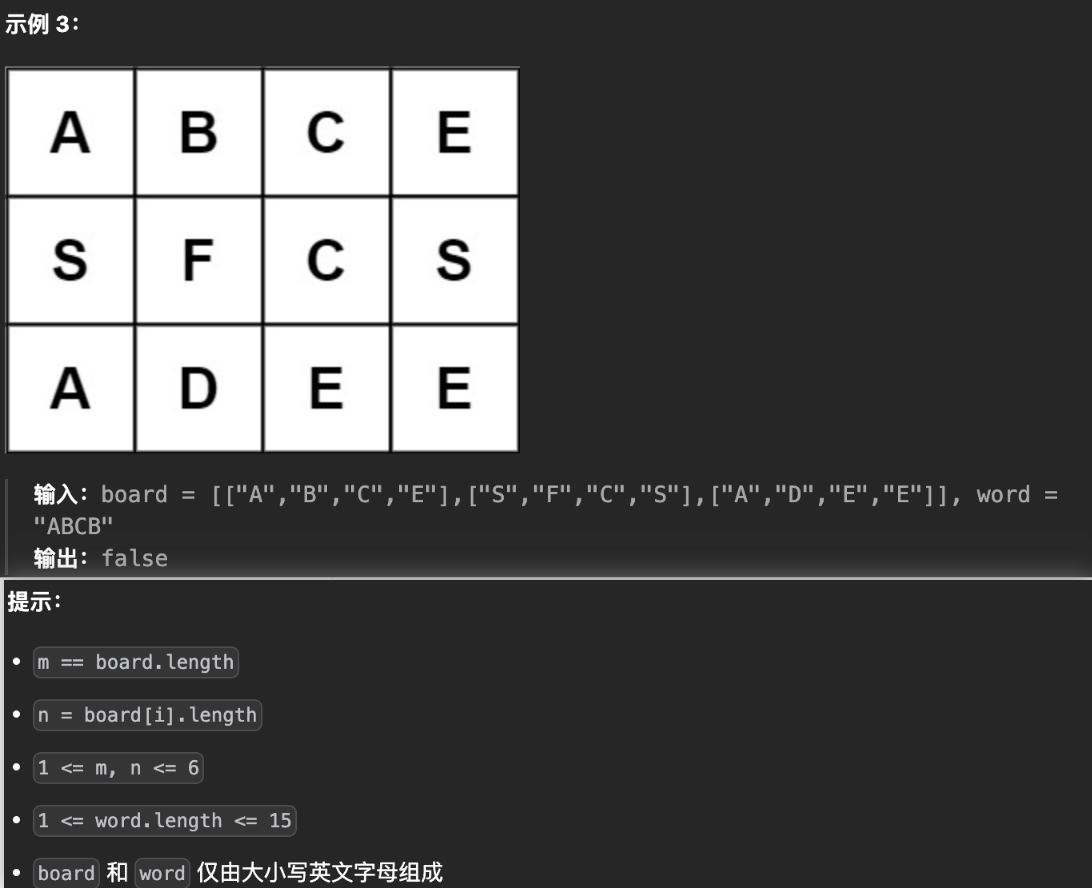 示例 3：
A B C E
S F C S
A D E E
输入：board = [["A","B","C","E"],["S","F","C","S"],["A","D","E","E"]], word =
"ABCB"
输出：false
提示：
• m == board.length
• n = board[i].length
• 1 <= m, n <= 6
• 1 <= word.length <= 15
• board 和 word 仅由大小写英文字母组成